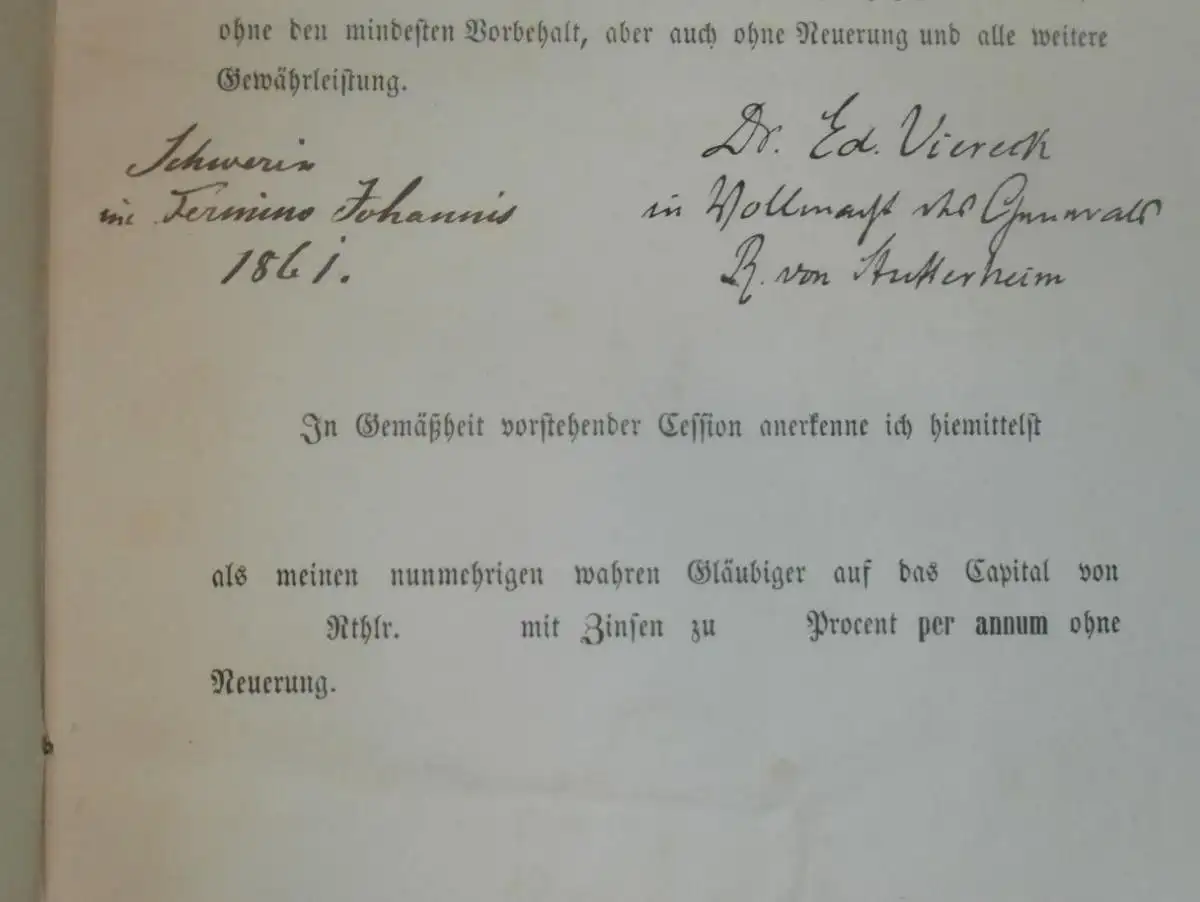 ohne den mindesten Vorbehalt, aber auch ohne Neuerung und alle weitere
Gewährleistung.
Schwerin
im Termino Johannis
1861.
Dr. Ed. Viereck
in Vollmacht des Generals
R. von Stutterheim
In Gemäßheit vorstehender Cession anerkenne ich hiemittelst
als meinen nunmehrigen wahren Gläubiger auf das Capital von
Rthlr. mit Zinsen zu Procent per annum ohne
Neuerung.